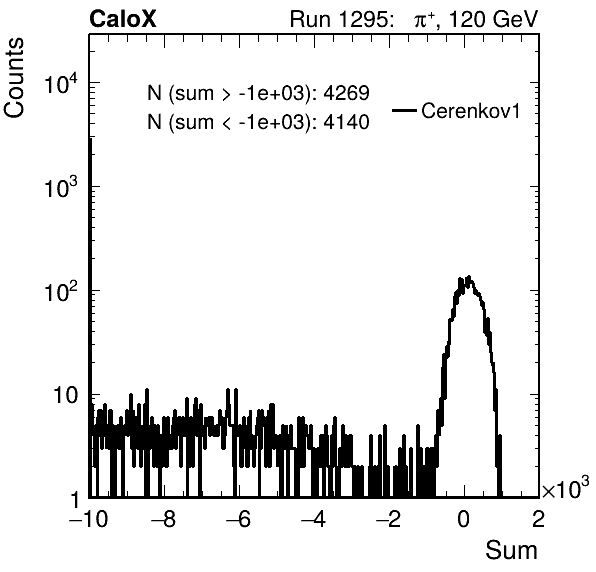 CaloX Run 1295: π⁺, 120 GeV
Counts
N (sum > -1e+03): 4269
N (sum < -1e+03): 4140
Cerenkov1
10⁴
10³
10²
10
1
−10 −8 −6 −4 −2 0 2
×10³
Sum